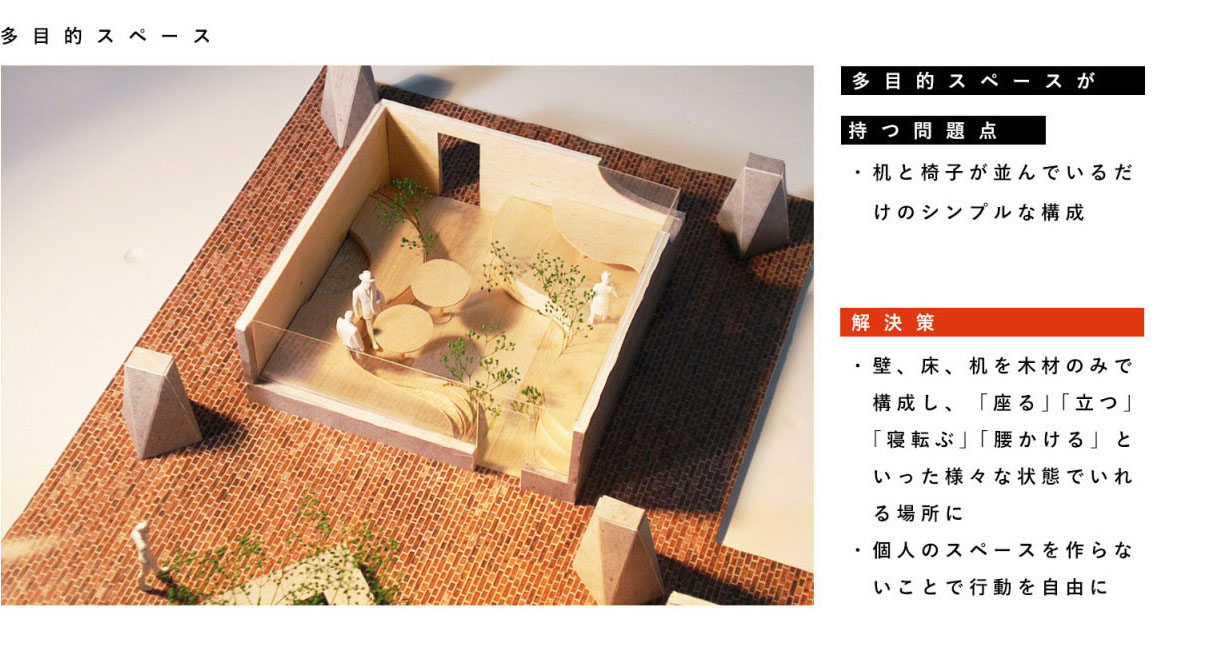 多目的スペース
多目的スペースが
持つ問題点
・机と椅子が並んでいるだ
けのシンプルな構成
解決策
・壁、床、机を木材のみで
構成し、「座る」「立つ」
「寝転ぶ」「腰かける」と
いった様々な状態でいれ
る場所に
・個人のスペースを作らな
いことで行動を自由に